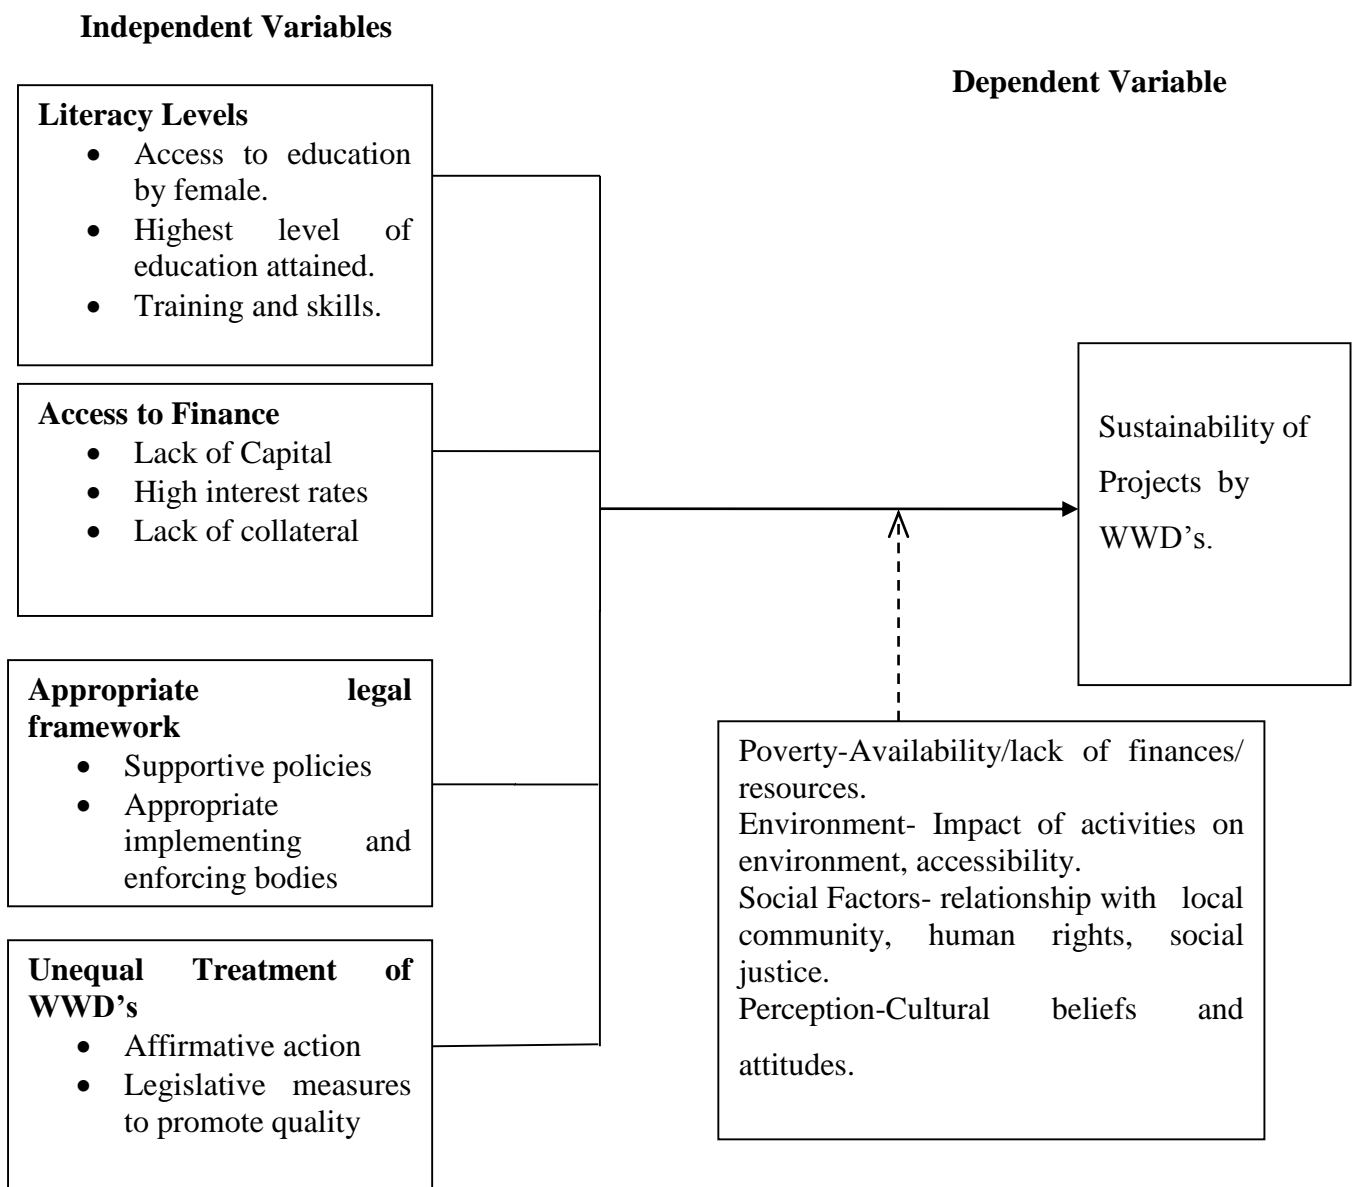 Independent Variables
Dependent Variable
Literacy Levels
• Access to education
by female.
• Highest level of
education attained.
• Training and skills.
Access to Finance
• Lack of Capital
• High interest rates
• Lack of collateral
Appropriate legal
framework
• Supportive policies
• Appropriate
implementing and
enforcing bodies
Unequal Treatment of
WWD’s
• Affirmative action
• Legislative measures
to promote quality
Sustainability of
Projects by
WWD’s.
Poverty-Availability/lack of finances/
resources.
Environment- Impact of activities on
environment, accessibility.
Social Factors- relationship with local
community, human rights, social
justice.
Perception-Cultural beliefs and
attitudes.